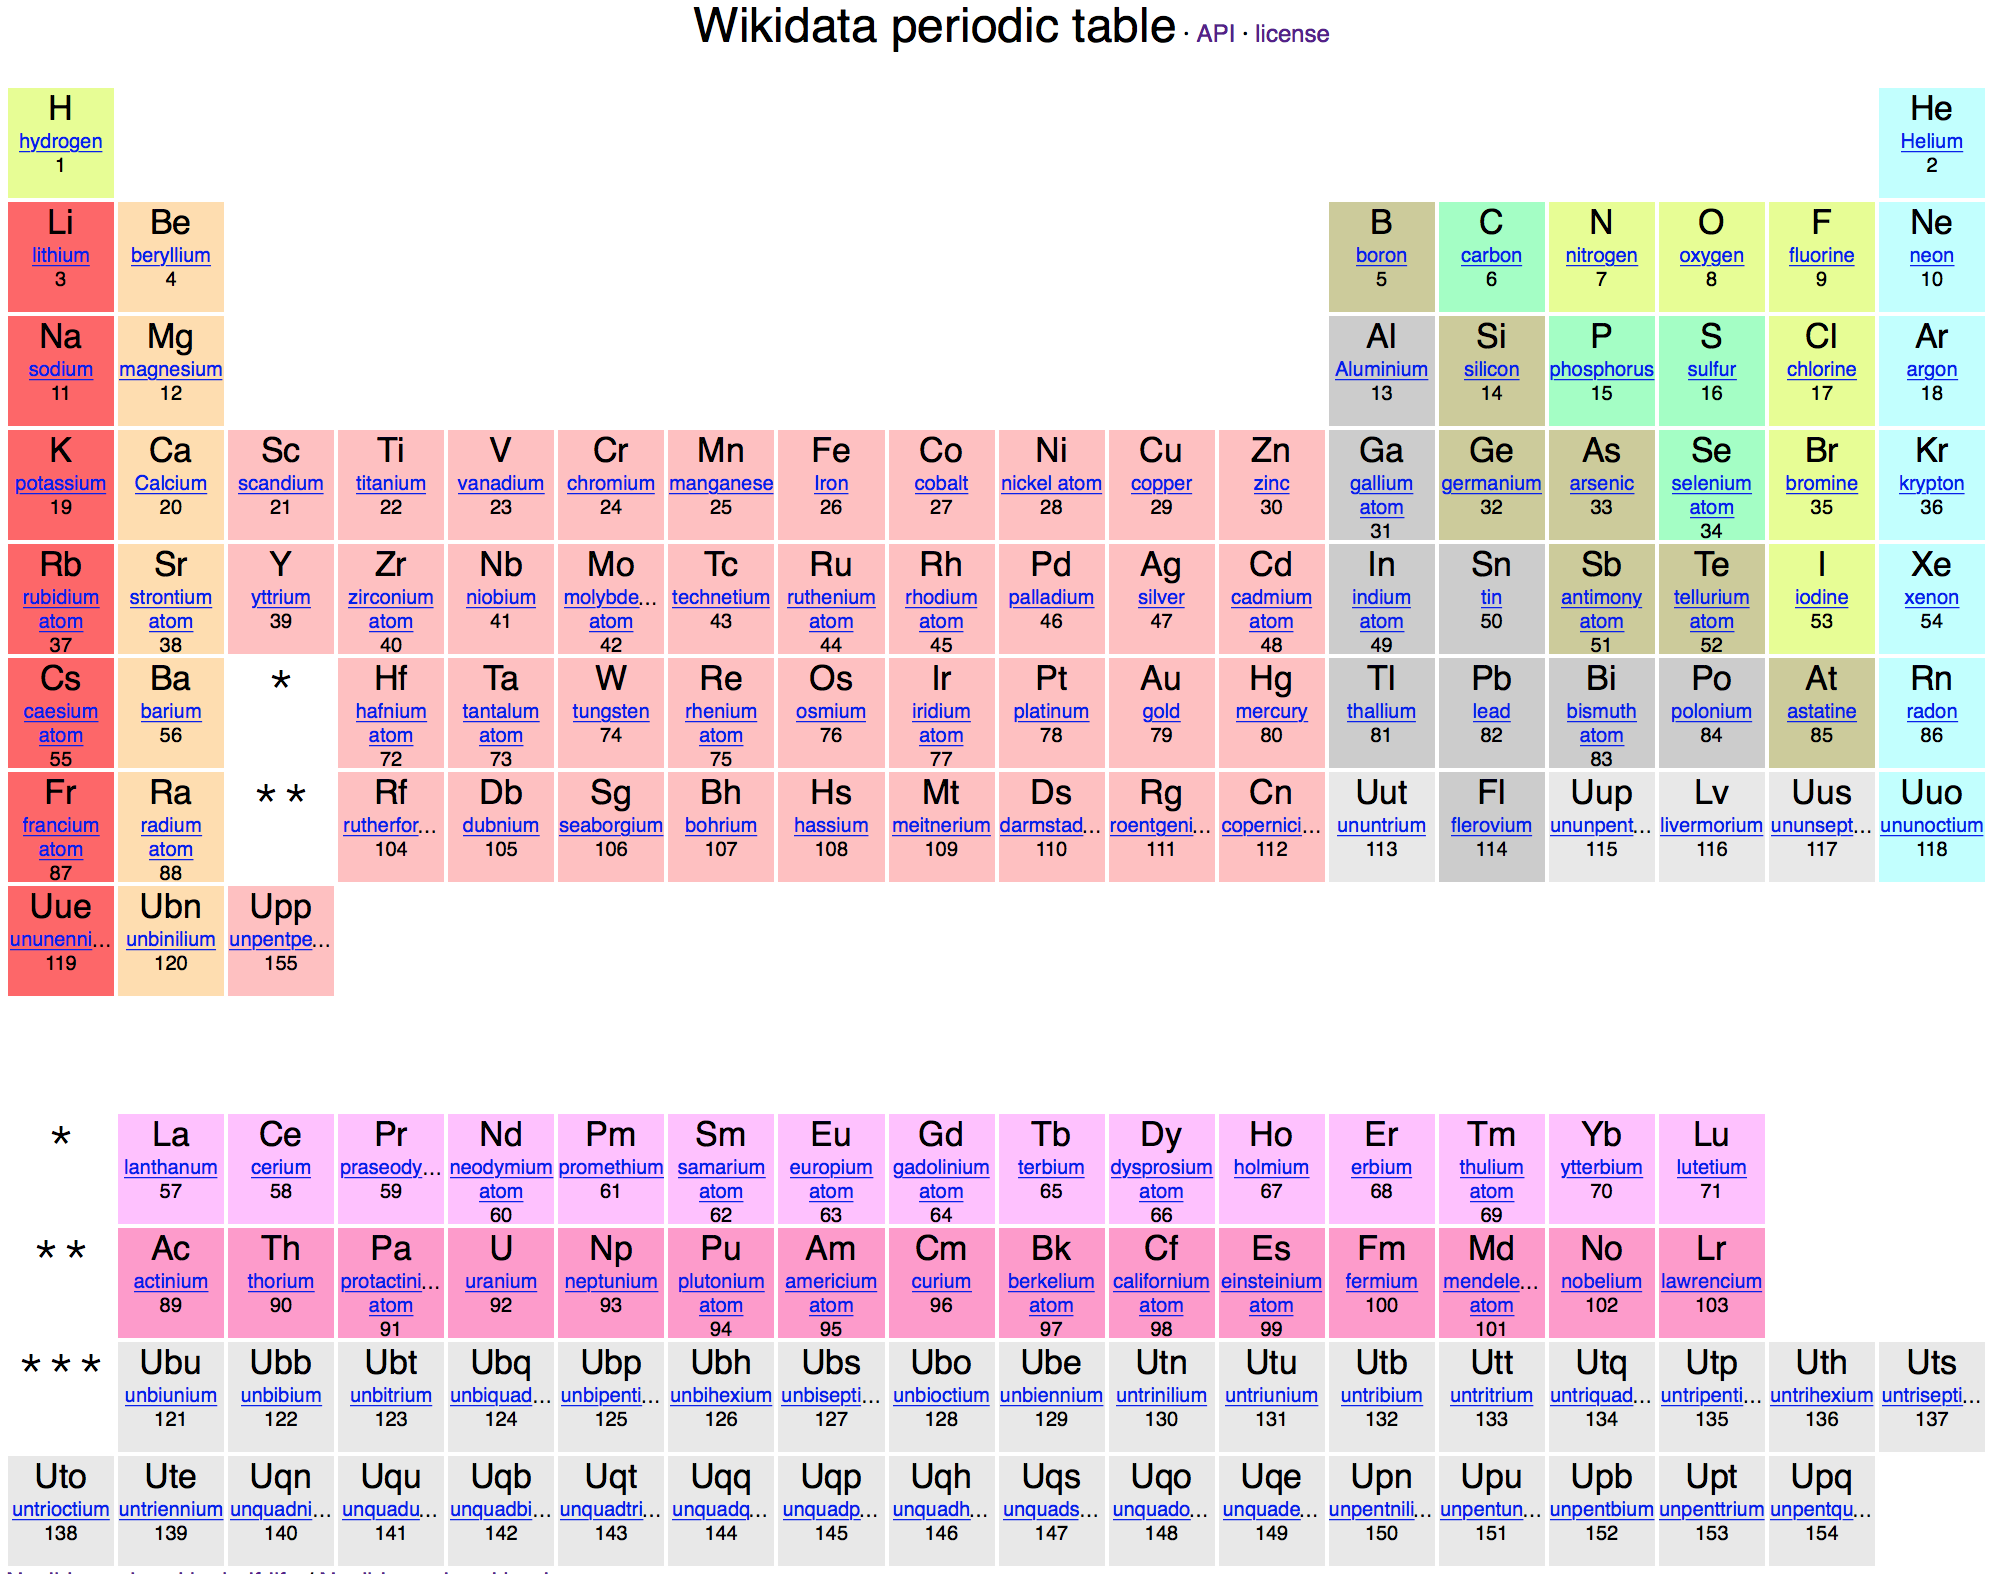 Wikidata periodic table · API · license
H He
hydrogen Helium
1 2
Li Be B C N O F Ne
lithium beryllium boron carbon nitrogen oxygen fluorine neon
3 4 5 6 7 8 9 10
Na Mg Al Si P S Cl Ar
sodium magnesium Aluminium silicon phosphorus sulfur chlorine argon
11 12 13 14 15 16 17 18
K Ca Sc Ti V Cr Mn Fe Co Ni Cu Zn Ga Ge As Se Br Kr
potassium Calcium scandium titanium vanadium chromium manganese Iron cobalt nickel atom copper zinc gallium germanium arsenic selenium bromine krypton
19 20 21 22 23 24 25 26 27 28 29 30 atom 32 33 atom 35 36
31 34
Rb Sr Y Zr Nb Mo Tc Ru Rh Pd Ag Cd In Sn Sb Te I Xe
rubidium strontium yttrium zirconium niobium molybde... technetium ruthenium rhodium palladium silver cadmium indium tin antimony tellurium iodine xenon
atom atom 39 atom 41 atom 43 atom atom 46 47 atom atom 50 atom atom 53 54
37 38 40 42 44 45 48 49 51 52
Cs Ba * Hf Ta W Re Os Ir Pt Au Hg Tl Pb Bi Po At Rn
caesium barium hafnium tantalum tungsten rhenium osmium iridium platinum gold mercury thallium lead bismuth polonium astatine radon
atom 56 atom atom 74 atom 76 atom 78 79 80 81 82 atom 84 85 86
55 72 73 75 77 83
Fr Ra ** Rf Db Sg Bh Hs Mt Ds Rg Cn Uut Fl Uup Lv Uus Uuo
francium radium rutherfor... dubnium seaborgium bohrium hassium meitnerium darmstad... roentgeni... copernici... ununtrium flerovium ununpent... livermorium ununsept... ununoctium
atom atom 104 105 106 107 108 109 110 111 112 113 114 115 116 117 118
87 88
Uue Ubn Upp
ununenni... unbinilium unpentpe...
119 120 155
* La Ce Pr Nd Pm Sm Eu Gd Tb Dy Ho Er Tm Yb Lu
lanthanum cerium praseody... neodymium promethium samarium europium gadolinium terbium dysprosium holmium erbium thulium ytterbium lutetium
57 58 59 atom 61 atom atom atom 65 atom 67 68 atom 70 71
60 62 63 64 66 69
** Ac Th Pa U Np Pu Am Cm Bk Cf Es Fm Md No Lr
actinium thorium protactini... uranium neptunium plutonium americium curium berkelium californium einsteinium fermium mendele... nobelium lawrencium
89 90 atom 92 93 atom atom 96 atom atom atom 100 atom 102 103
91 94 95 97 98 99 101
*** Ubu Ubb Ubt Ubq Ubp Ubh Ubs Ubo Ube Utn Utu Utb Utt Utq Utp Uth Uts
unbiunium unbibium unbitrium unbiquad... unbipenti... unbihexium unbisepti... unbioctium unbiennium untrinilium untriunium untribium untritrium untriquad... untripenti... untrihexium untrisepti...
121 122 123 124 125 126 127 128 129 130 131 132 133 134 135 136 137
Uto Ute Uqn Uqu Uqb Uqt Uqq Uqp Uqh Uqs Uqo Uqe Upn Upu Upb Upt Upq
untrioctium untriennium unquadni... unquadu... unquadbi... unquadtri... unquadq... unquadp... unquadh... unquads... unquado... unquade... unpentnili... unpentun... unpentbium unpenttrium unpentqu...
138 139 140 141 142 143 144 145 146 147 148 149 150 151 152 153 154